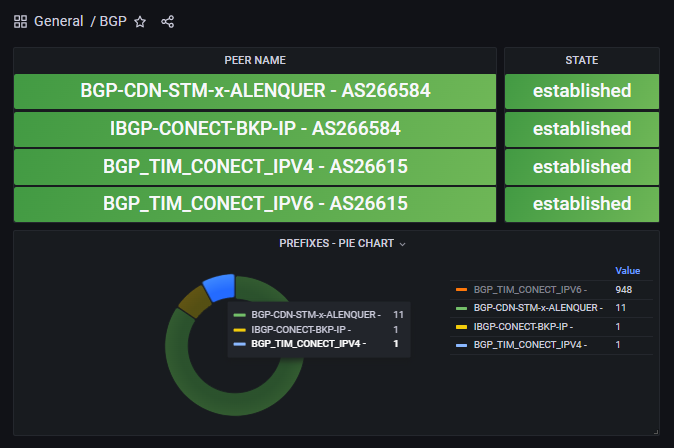 General / BGP
PEER NAME
STATE
BGP-CDN-STM-x-ALENQUER - AS266584
established
IBGP-CONECT-BKP-IP - AS266584
established
BGP_TIM_CONECT_IPV4 - AS26615
established
BGP_TIM_CONECT_IPV6 - AS26615
established
PREFIXES - PIE CHART
BGP-CDN-STM-x-ALENQUER - 11
IBGP-CONECT-BKP-IP - 1
BGP_TIM_CONECT_IPV4 - 1
Value
BGP_TIM_CONECT_IPV6 - 948
BGP-CDN-STM-x-ALENQUER - 11
IBGP-CONECT-BKP-IP - 1
BGP_TIM_CONECT_IPV4 - 1